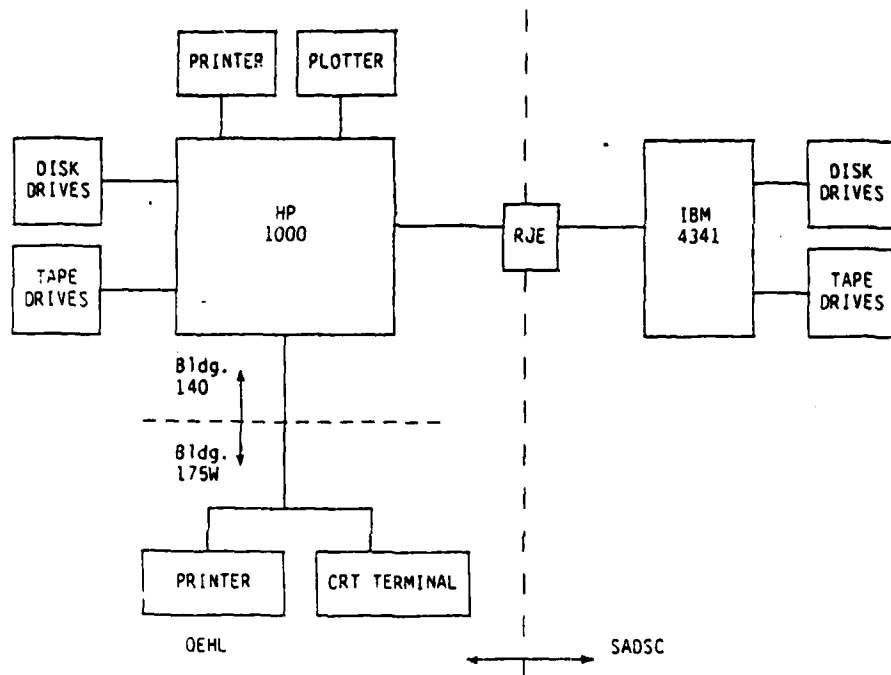 PRINTER
PLOTTER
DISK
DRIVES
HP
1000
TAPE
DRIVES
RJE
IBM
4341
DISK
DRIVES
TAPE
DRIVES
Bldg.
140
Bldg.
175W
PRINTER
CRT TERMINAL
OEHL
SADSC